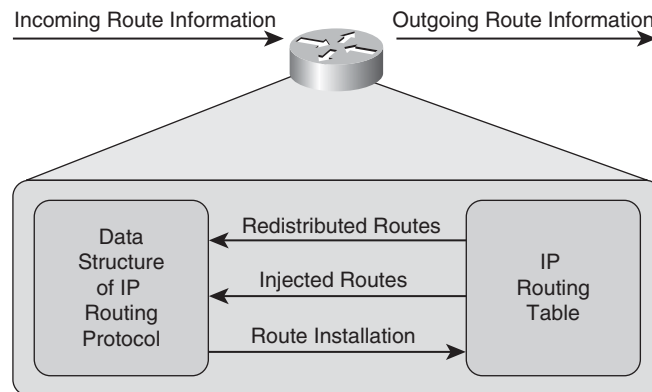 Incoming Route Information
Outgoing Route Information
Data
Structure
of IP
Routing
Protocol
Redistributed Routes
Injected Routes
Route Installation
IP
Routing
Table